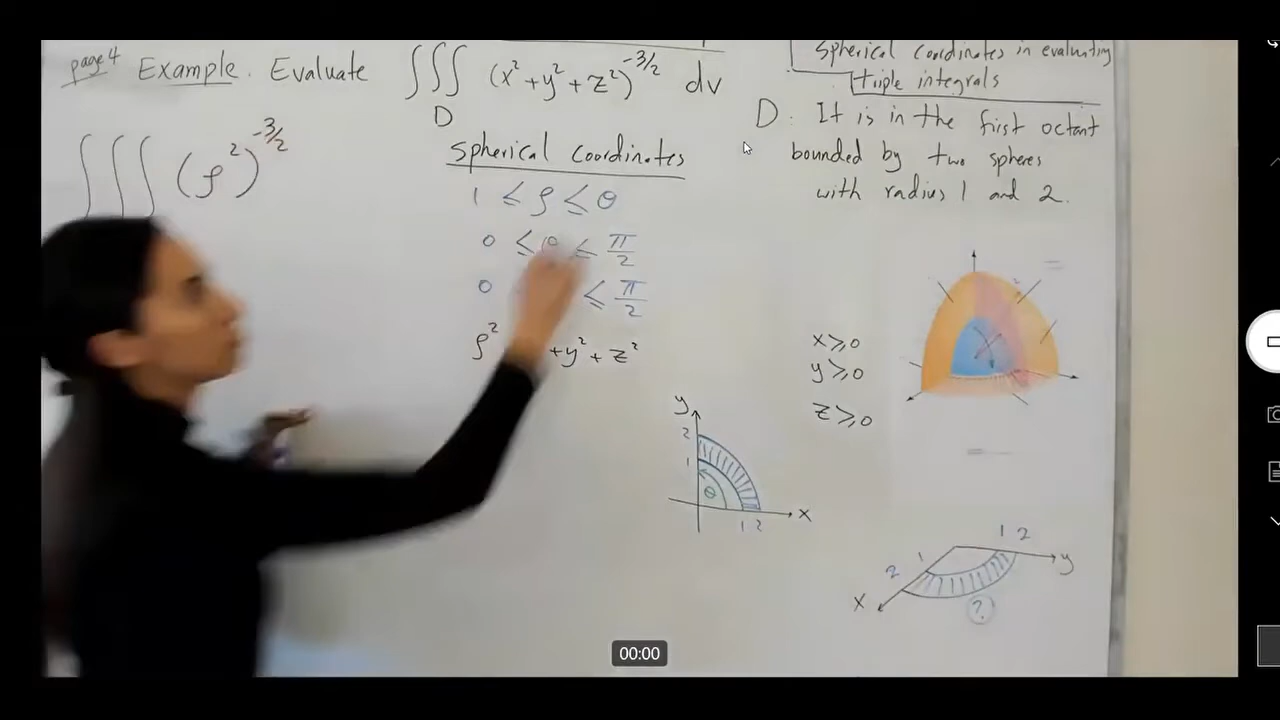 page 4 Example. Evaluate ∫∫∫ (x² + y² + z²)^-3/2 dv
D
Spherical coordinates in evaluating
triple integrals
∫∫∫ (ρ²)^-3/2
Spherical coordinates
1 ≤ ρ ≤ θ
0 ≤ θ ≤ π/2
0 ≤ π/2
ρ² + y² + z²
D: It is in the first octant
bounded by two spheres
with radius 1 and 2.
x ≥ 0
y ≥ 0
z ≥ 0
y
2
1
θ
1 2 x
1 2
2 1 y
x ?
00:00